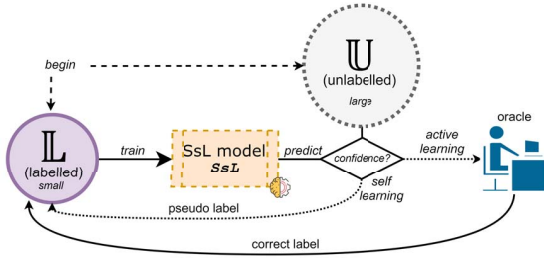 𝕌
(unlabelled)
large
begin
oracle
𝕃
(labelled)
small
train
SsL model
SsL
predict
confidence?
active
learning
self
learning
pseudo label
correct label